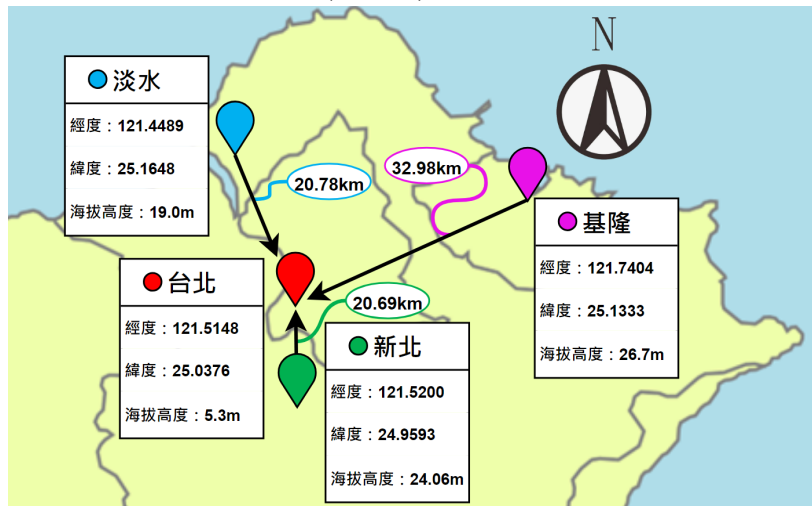 N
淡水
經度：121.4489
緯度：25.1648
海拔高度：19.0m
20.78km
32.98km
基隆
經度：121.7404
緯度：25.1333
海拔高度：26.7m
台北
經度：121.5148
緯度：25.0376
海拔高度：5.3m
20.69km
新北
經度：121.5200
緯度：24.9593
海拔高度：24.06m